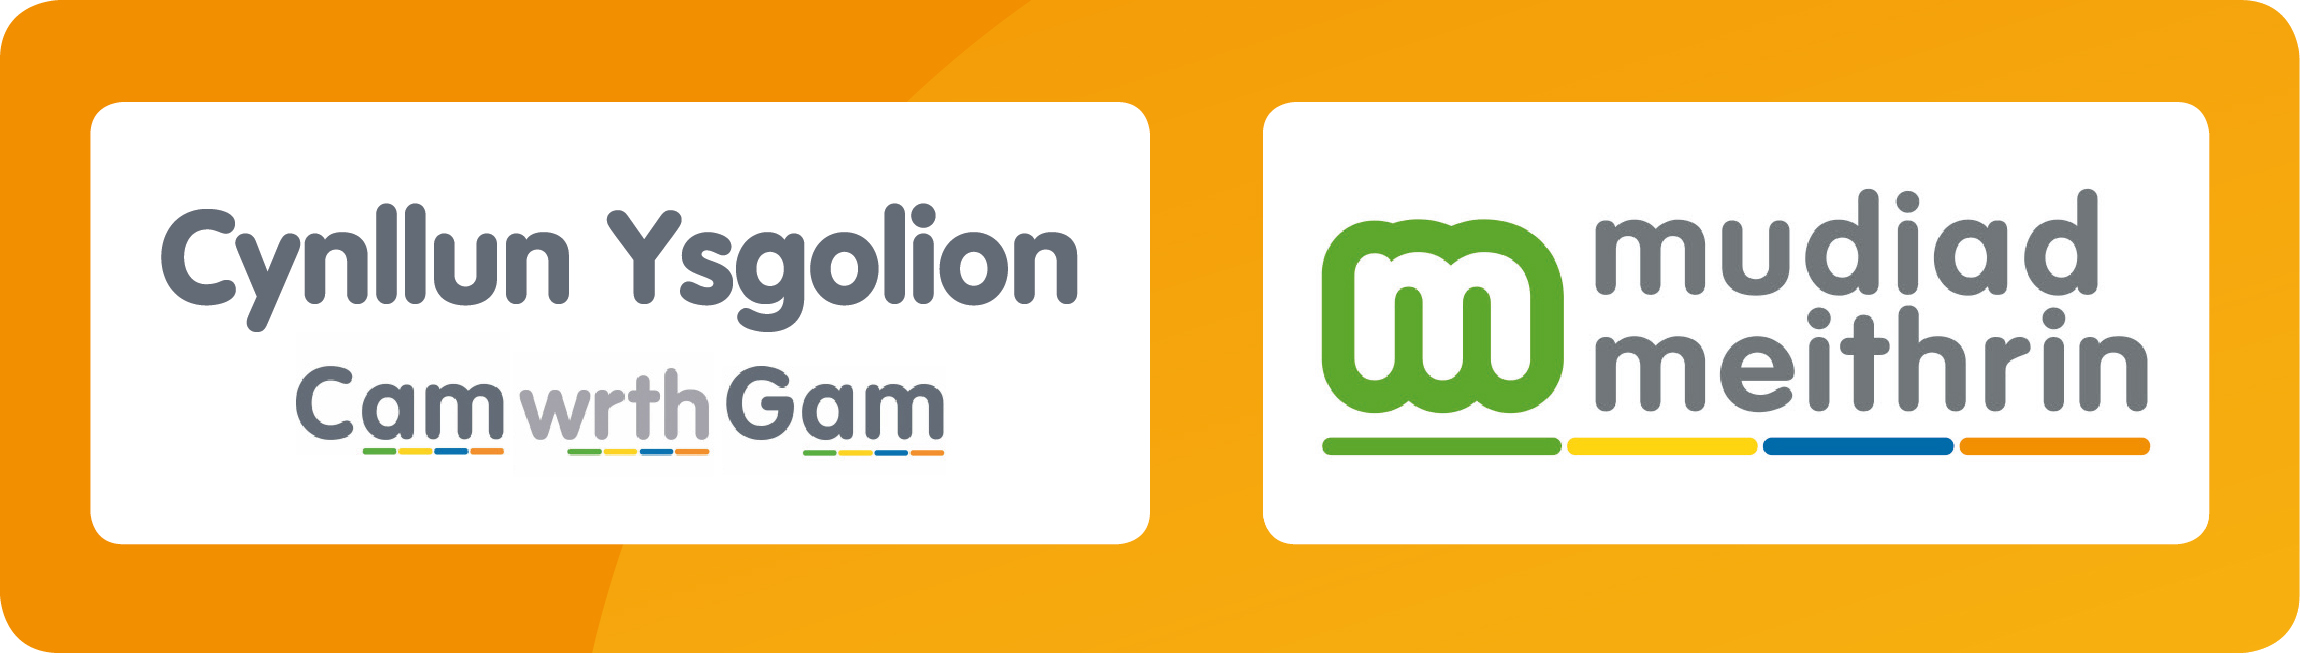 Cynllun Ysgolion
Cam wrth Gam
m
mudiad
meithrin